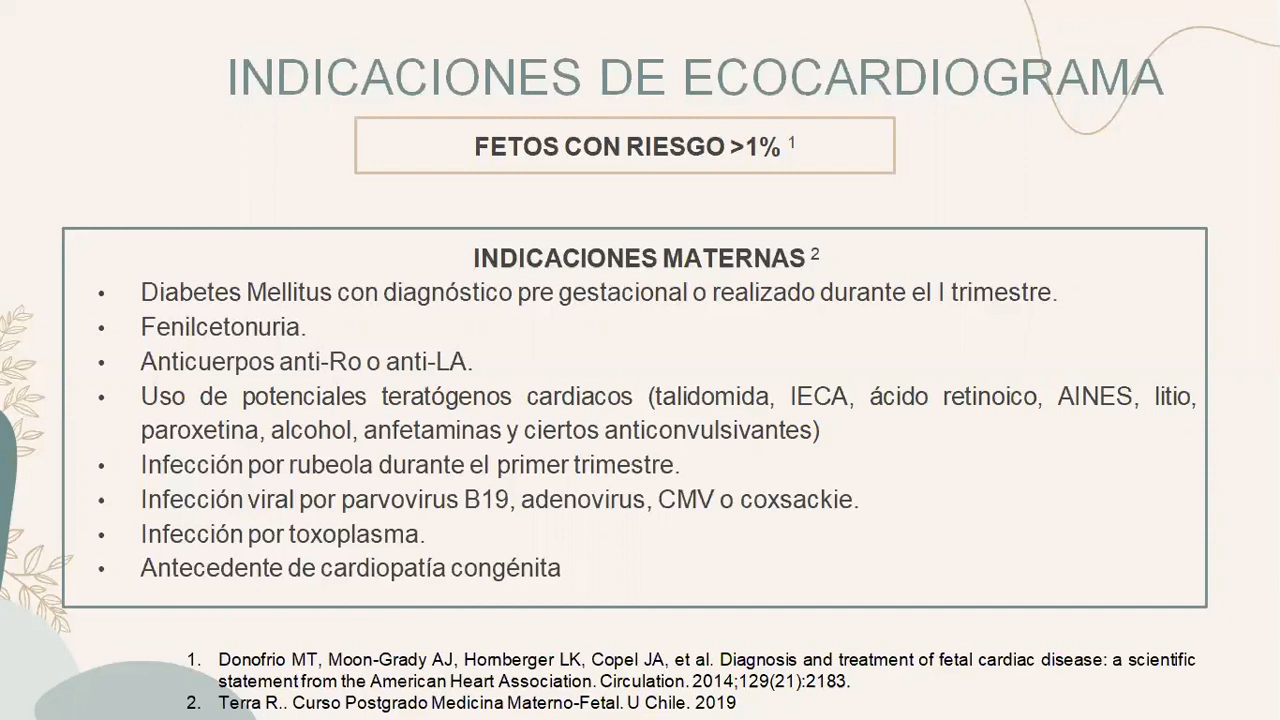 INDICACIONES DE ECOCARDIOGRAMA
FETOS CON RIESGO >1% 1
INDICACIONES MATERNAS 2
• Diabetes Mellitus con diagnóstico pre gestacional o realizado durante el I trimestre.
• Fenilcetonuria.
• Anticuerpos anti-Ro o anti-LA.
• Uso de potenciales teratógenos cardiacos (talidomida, IECA, ácido retinoico, AINES, litio,
paroxetina, alcohol, anfetaminas y ciertos anticonvulsivantes)
• Infección por rubeola durante el primer trimestre.
• Infección viral por parvovirus B19, adenovirus, CMV o coxsackie.
• Infección por toxoplasma.
• Antecedente de cardiopatía congénita
1. Donofrio MT, Moon-Grady AJ, Hornberger LK, Copel JA, et al. Diagnosis and treatment of fetal cardiac disease: a scientific
statement from the American Heart Association. Circulation. 2014;129(21):2183.
2. Terra R.. Curso Postgrado Medicina Materno-Fetal. U Chile. 2019